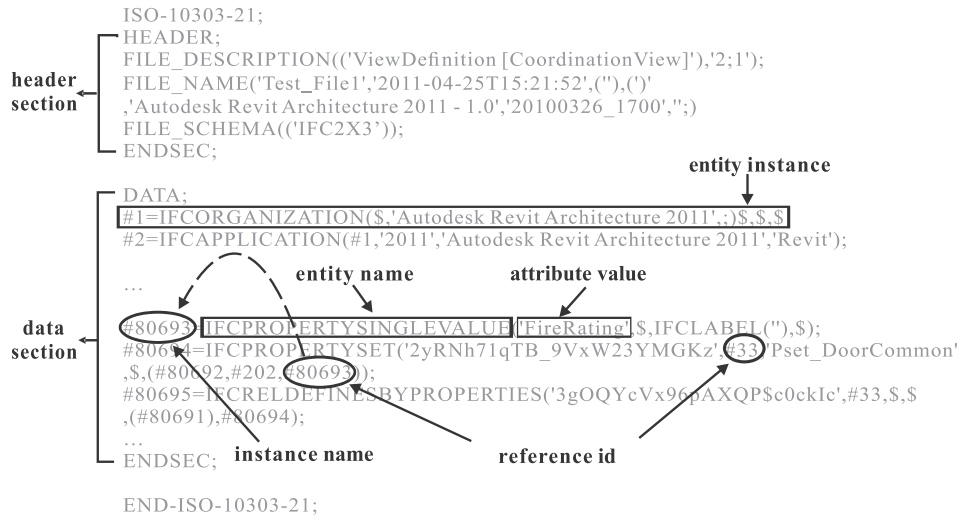 ISO-10303-21;
HEADER;
FILE_DESCRIPTION(('ViewDefinition [CoordinationView]'),'2;1');
header section
FILE_NAME('Test_File1','2011-04-25T15:21:52',(''),(')'
,'Autodesk Revit Architecture 2011 - 1.0','20100326_1700','';)
FILE_SCHEMA(('IFC2X3’));
ENDSEC;
entity instance
DATA;
#1=IFCORGANIZATION($,'Autodesk Revit Architecture 2011',;)$,$,$
#2=IFCAPPLICATION(#1,'2011','Autodesk Revit Architecture 2011','Revit');
entity name
attribute value
...
data section
#80693=IFCPROPERTYSINGLEVALUE('FireRating',$,IFCLABEL(''),$);
#80694=IFCPROPERTYSET('2yRNh71qTB_9VxW23YMGKz',#33,'Pset_DoorCommon'
,$,(#80692,#202,#80693));
#80695=IFCRELDEFINESBYPROPERTIES('3gOQYcVx96pAXQP$c0ckIc',#33,$,$
,(#80691),#80694);
...
instance name
reference id
ENDSEC;
END-ISO-10303-21;